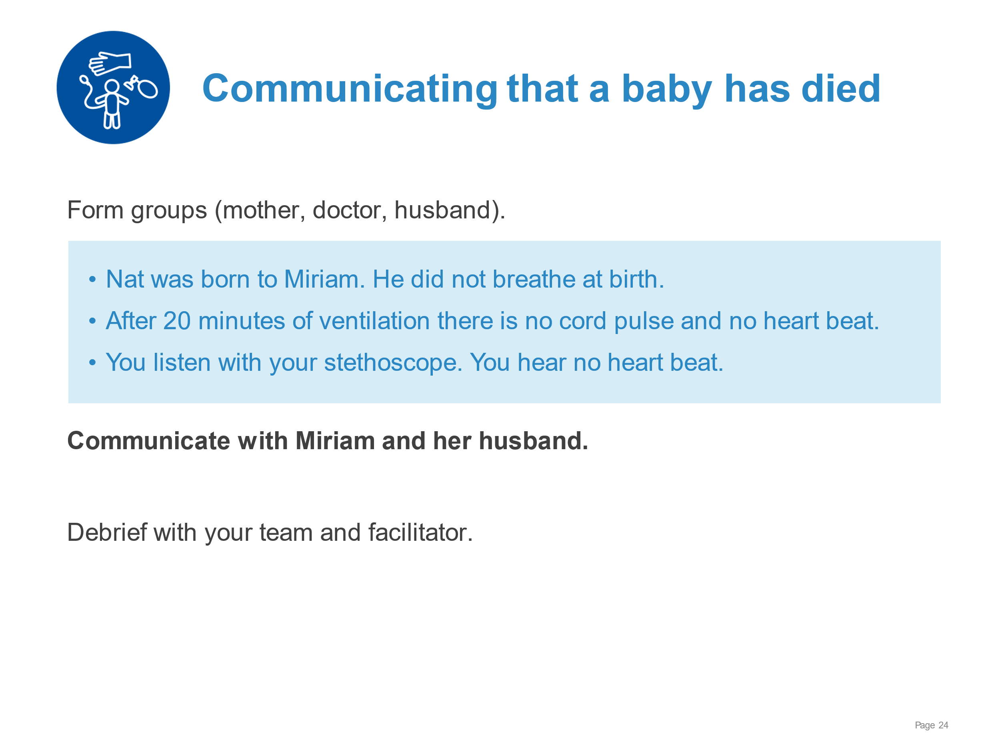 Communicating that a baby has died
Form groups (mother, doctor, husband).
• Nat was born to Miriam. He did not breathe at birth.
• After 20 minutes of ventilation there is no cord pulse and no heart beat.
• You listen with your stethoscope. You hear no heart beat.
Communicate with Miriam and her husband.
Debrief with your team and facilitator.
Page 24